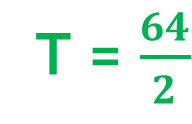 T = 64/2